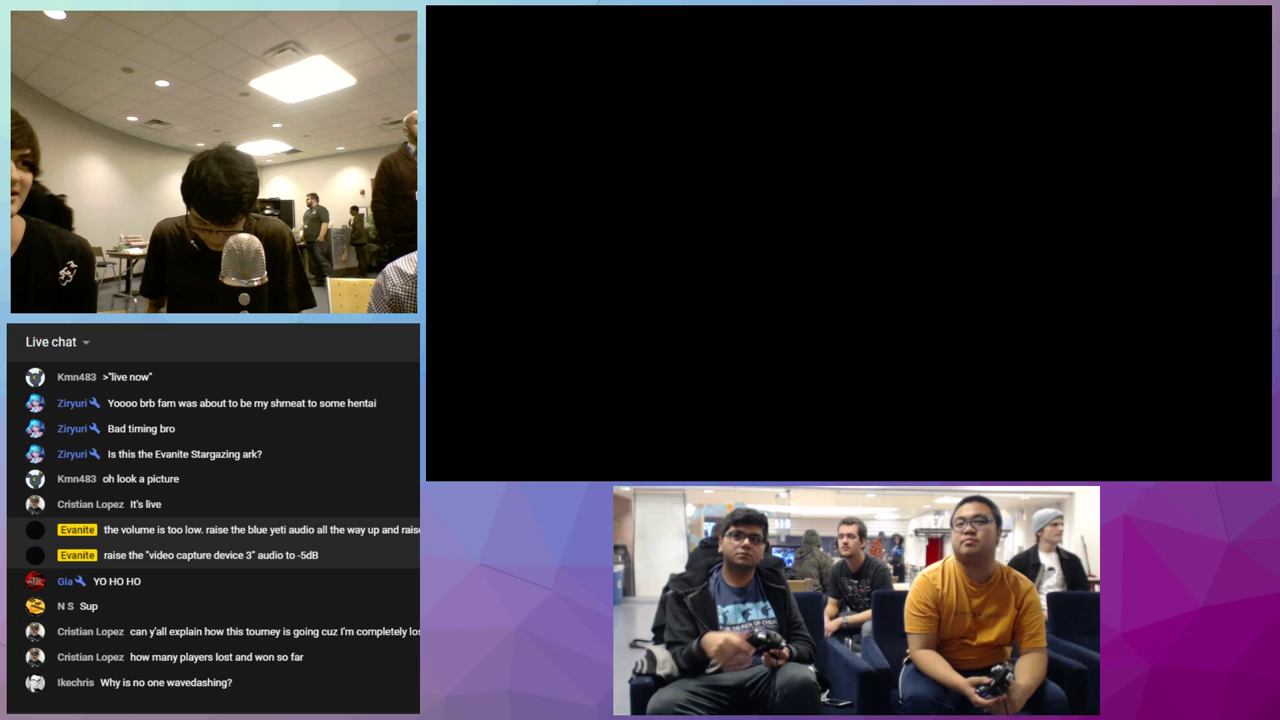 Live chat
Kmn483 >"live now"
Ziryuri Yoooo brb fam was about to be my shmeat to some hentai
Ziryuri Bad timing bro
Ziryuri Is this the Evanite Stargazing ark?
Kmn483 oh look a picture
Cristian Lopez It's live
Evanite the volume is too low. raise the blue yeti audio all the way up and raise
Evanite raise the "video capture device 3" audio to -5dB
Gia YO HO HO
N S Sup
Cristian Lopez can y'all explain how this tourney is going cuz I'm completely los
Cristian Lopez how many players lost and won so far
Ikechris Why is no one wavedashing?